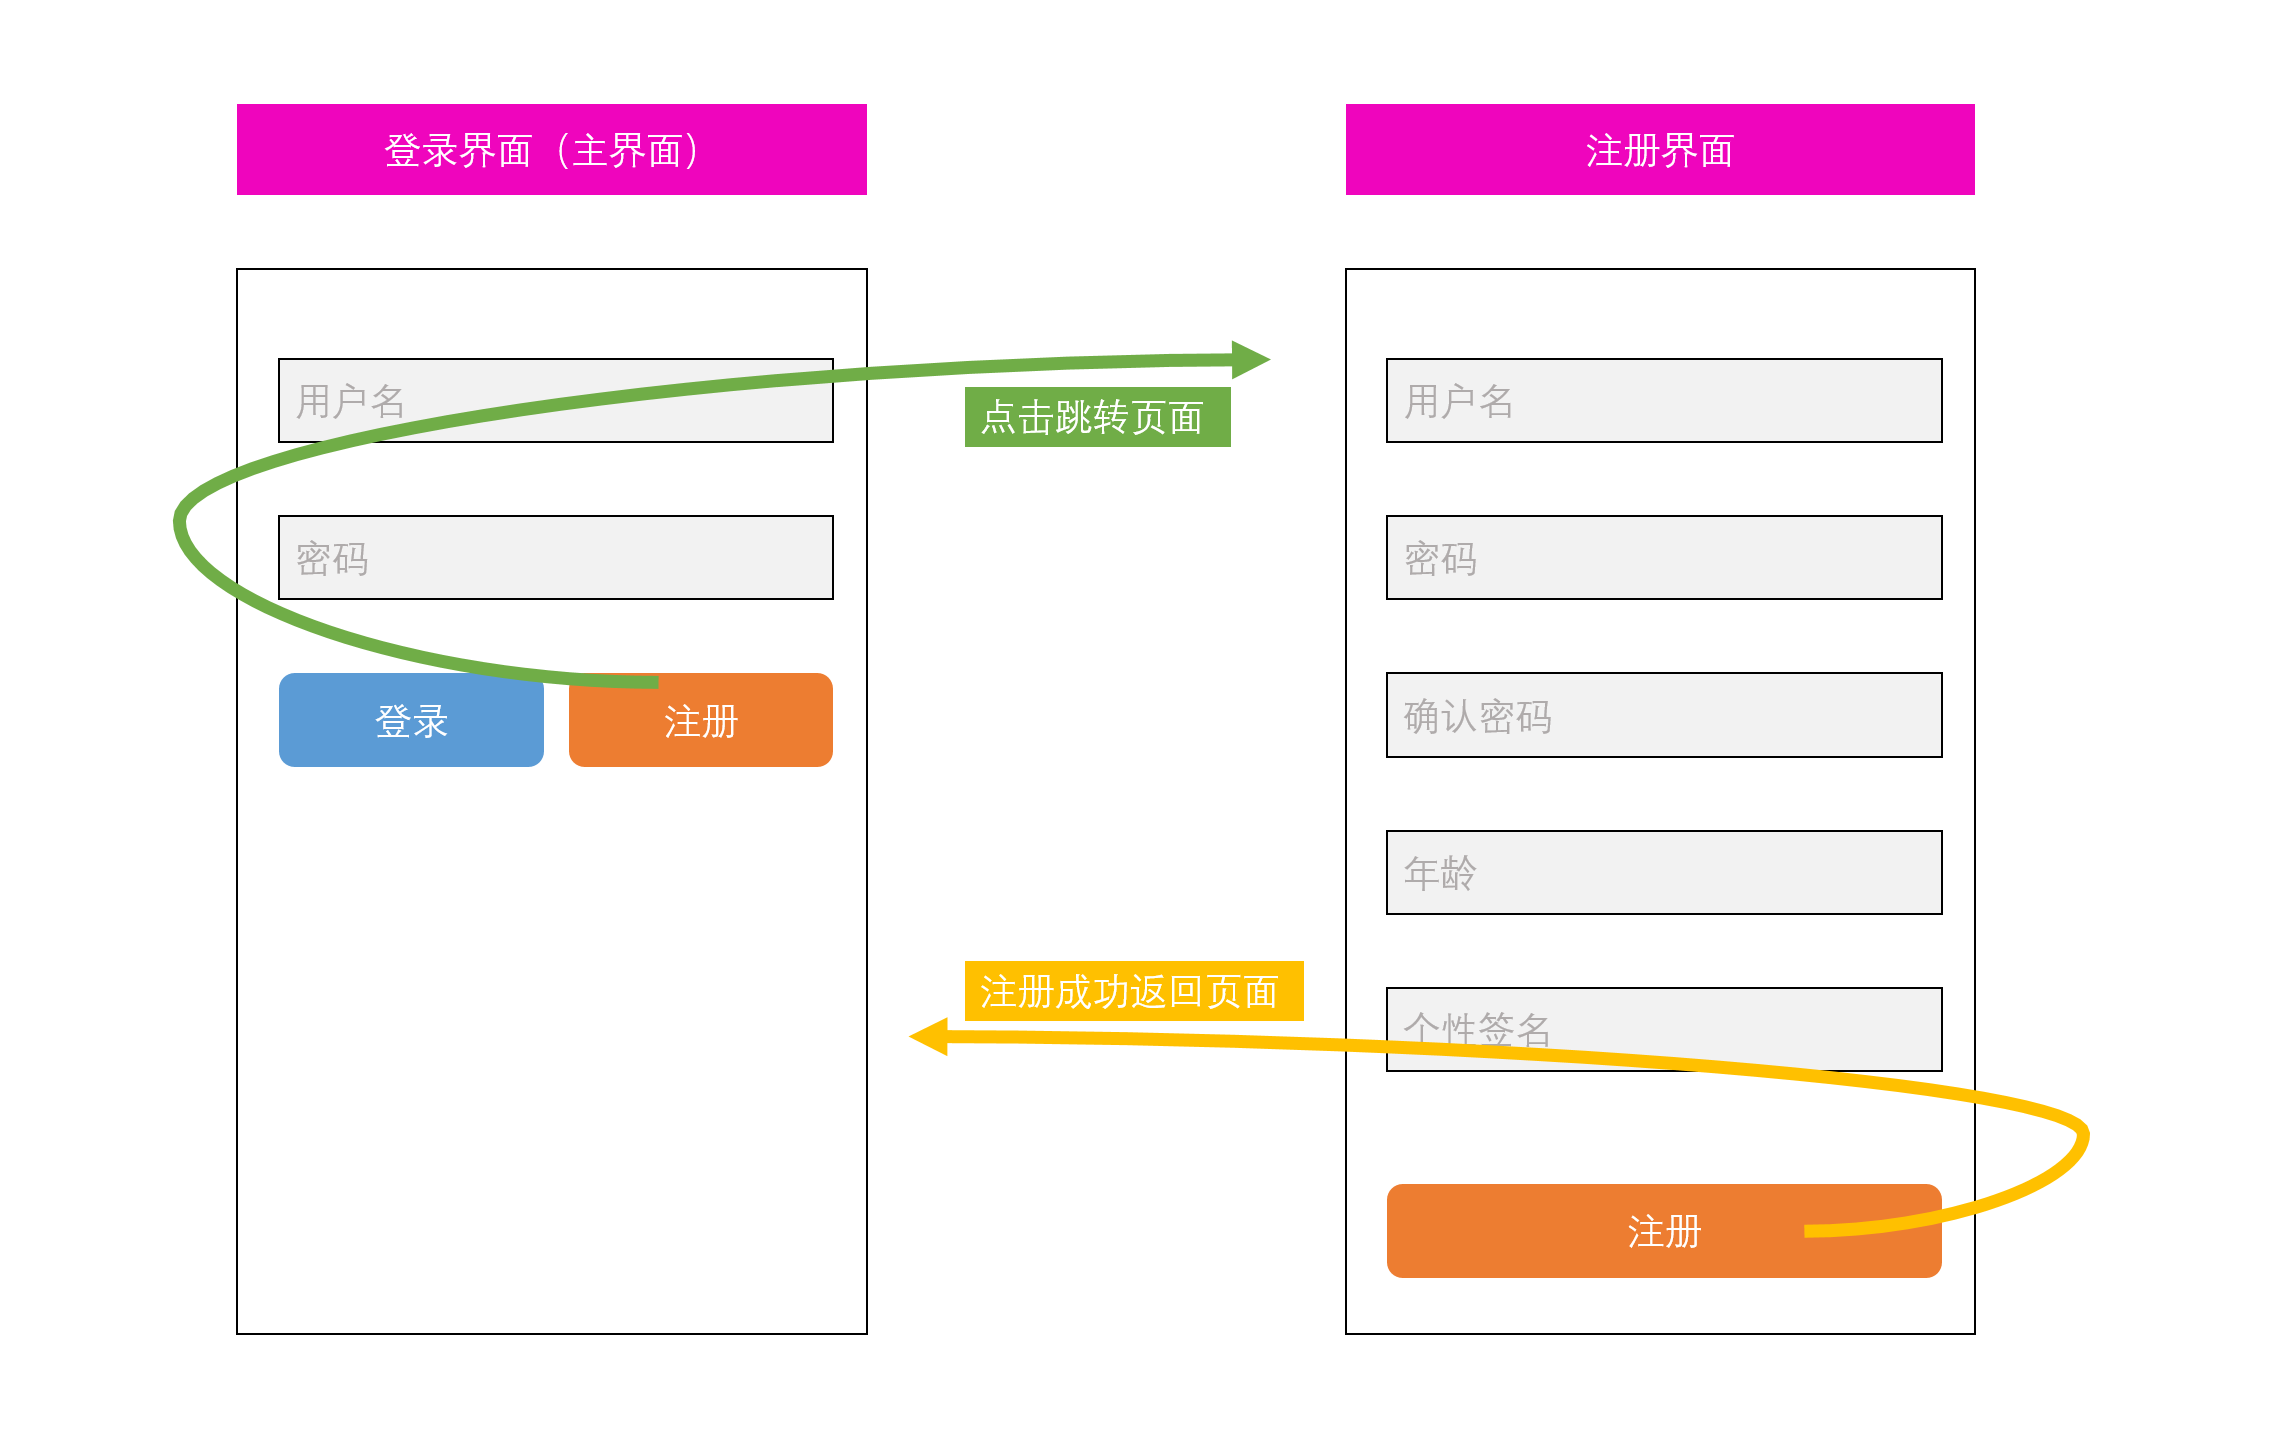 登录界面（主界面）
用户名
密码
登录
注册
点击跳转页面
注册成功返回页面
注册界面
用户名
密码
确认密码
年龄
个性签名
注册